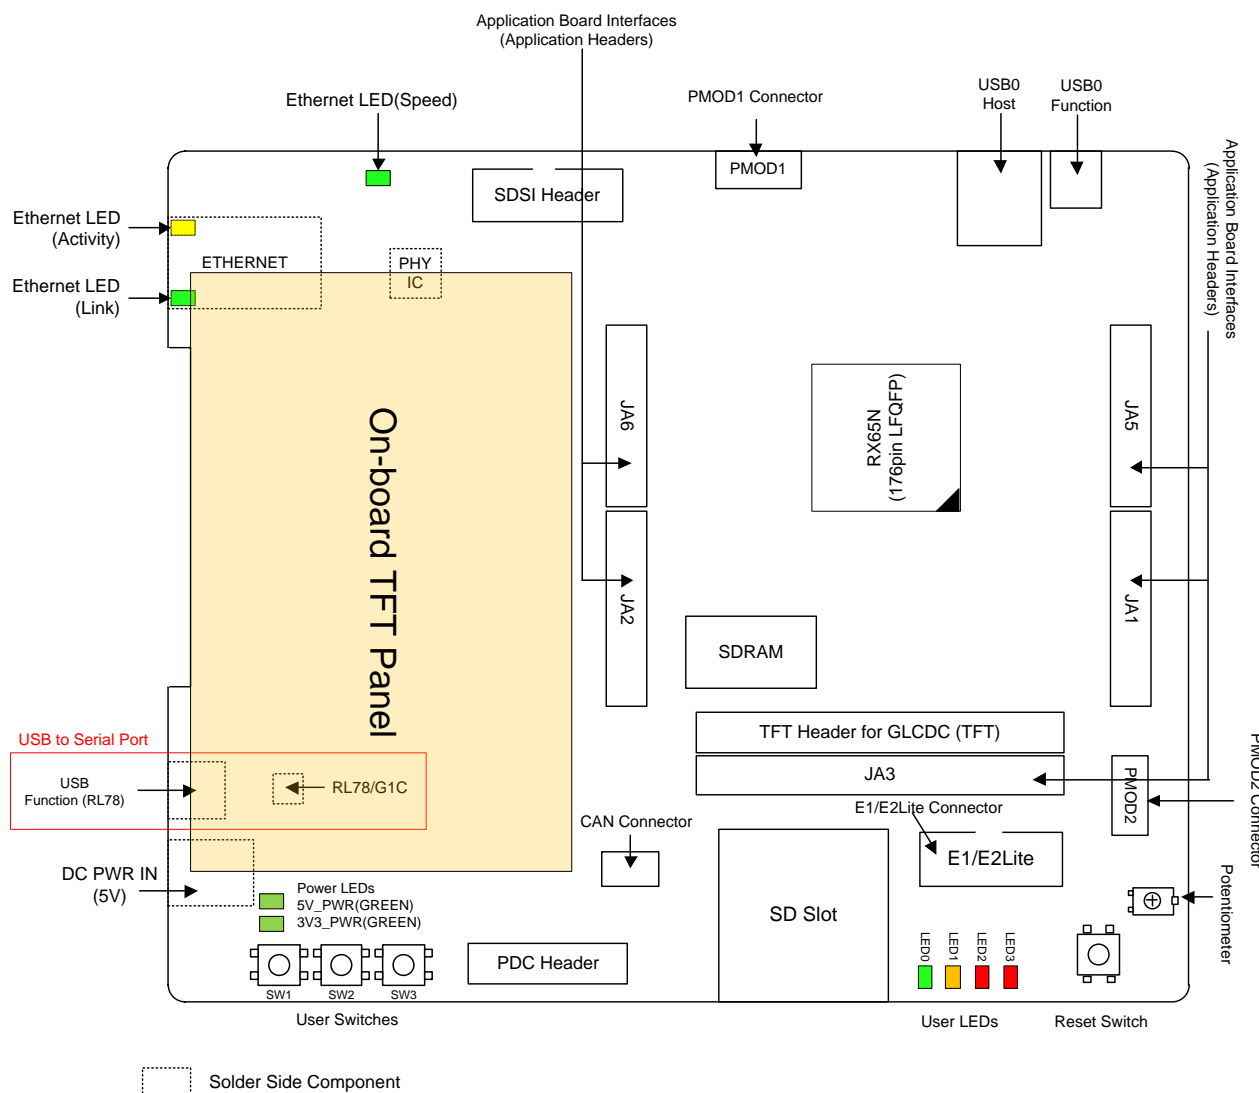 Application Board Interfaces
(Application Headers)
Ethernet LED(Speed)
PMOD1 Connector
USB0
Host
USB0
Function
Application Board Interfaces
(Application Headers)
PMOD1
SDSI Header
Ethernet LED
(Activity)
ETHERNET
PHY
IC
Ethernet LED
(Link)
On-board TFT Panel
JA6
RX65N
(176pin LFQFP)
JA5
JA2
JA1
SDRAM
TFT Header for GLCDC (TFT)
USB to Serial Port
JA3
USB
Function (RL78)
RL78/G1C
PMOD2
PMOD2 Connector
E1/E2Lite Connector
CAN Connector
E1/E2Lite
DC PWR IN
(5V)
Power LEDs
5V_PWR(GREEN)
3V3_PWR(GREEN)
SD Slot
Potentiometer
LED0
LED1
LED2
LED3
PDC Header
SW1
SW2
SW3
User Switches
User LEDs
Reset Switch
Solder Side Component